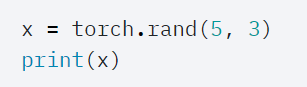 x = torch.rand(5, 3)
print(x)